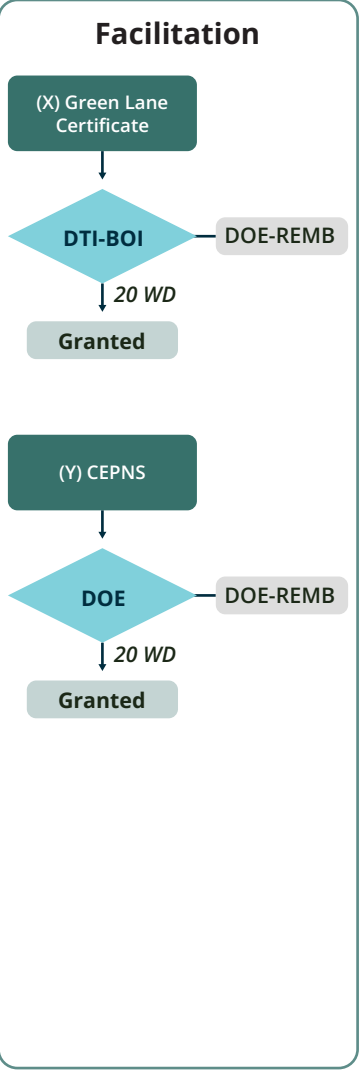 Facilitation
(X) Green Lane
Certificate
DTI-BOI
DOE-REMB
20 WD
Granted
(Y) CEPNS
DOE
DOE-REMB
20 WD
Granted